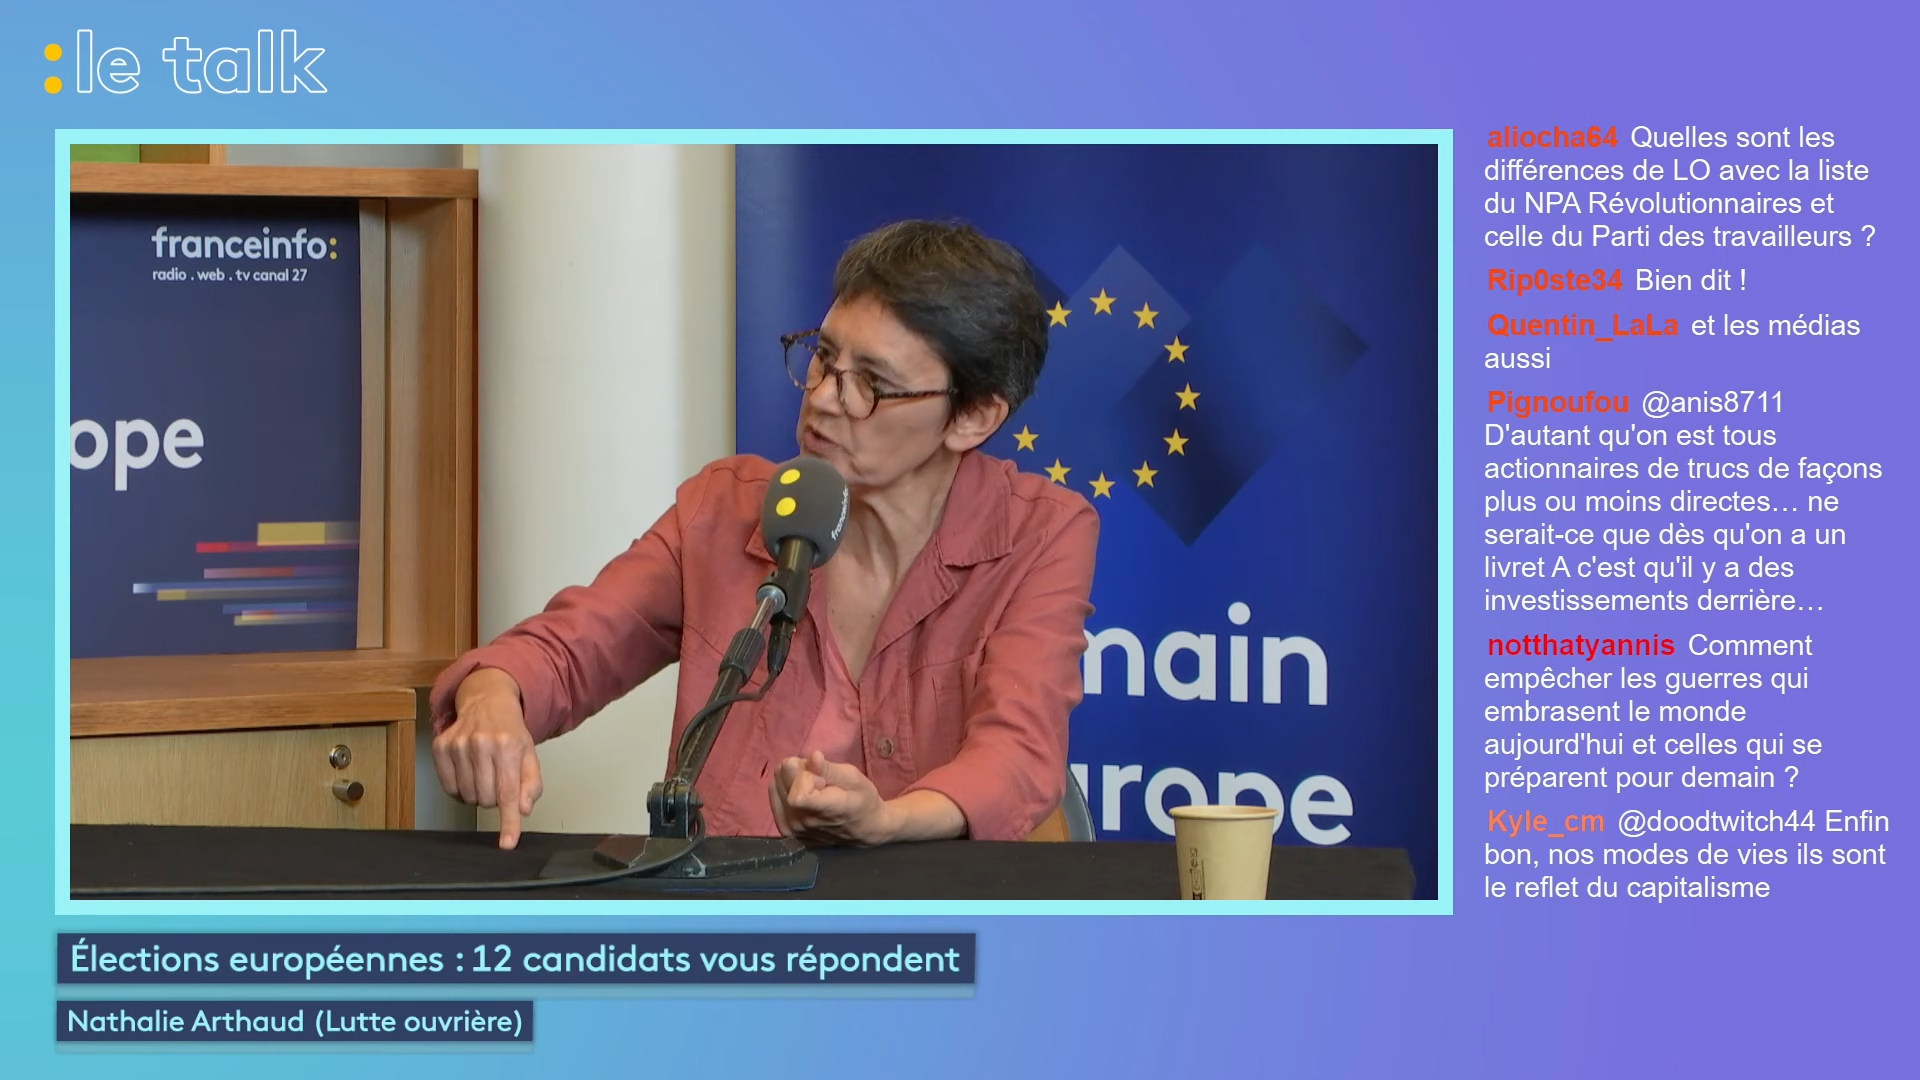 :le talk
franceinfo:
radio . web . tv canal 27
ope
main
urope
franceinfo:
aliocha64 Quelles sont les
différences de LO avec la liste
du NPA Révolutionnaires et
celle du Parti des travailleurs ?
Rip0ste34 Bien dit !
Quentin_LaLa et les médias
aussi
Pignoufou @anis8711
D'autant qu'on est tous
actionnaires de trucs de façons
plus ou moins directes… ne
serait-ce que dès qu'on a un
livret A c'est qu'il y a des
investissements derrière…
notthatyannis Comment
empêcher les guerres qui
embrasent le monde
aujourd'hui et celles qui se
préparent pour demain ?
Kyle_cm @doodtwitch44 Enfin
bon, nos modes de vies ils sont
le reflet du capitalisme
Élections européennes : 12 candidats vous répondent
Nathalie Arthaud (Lutte ouvrière)